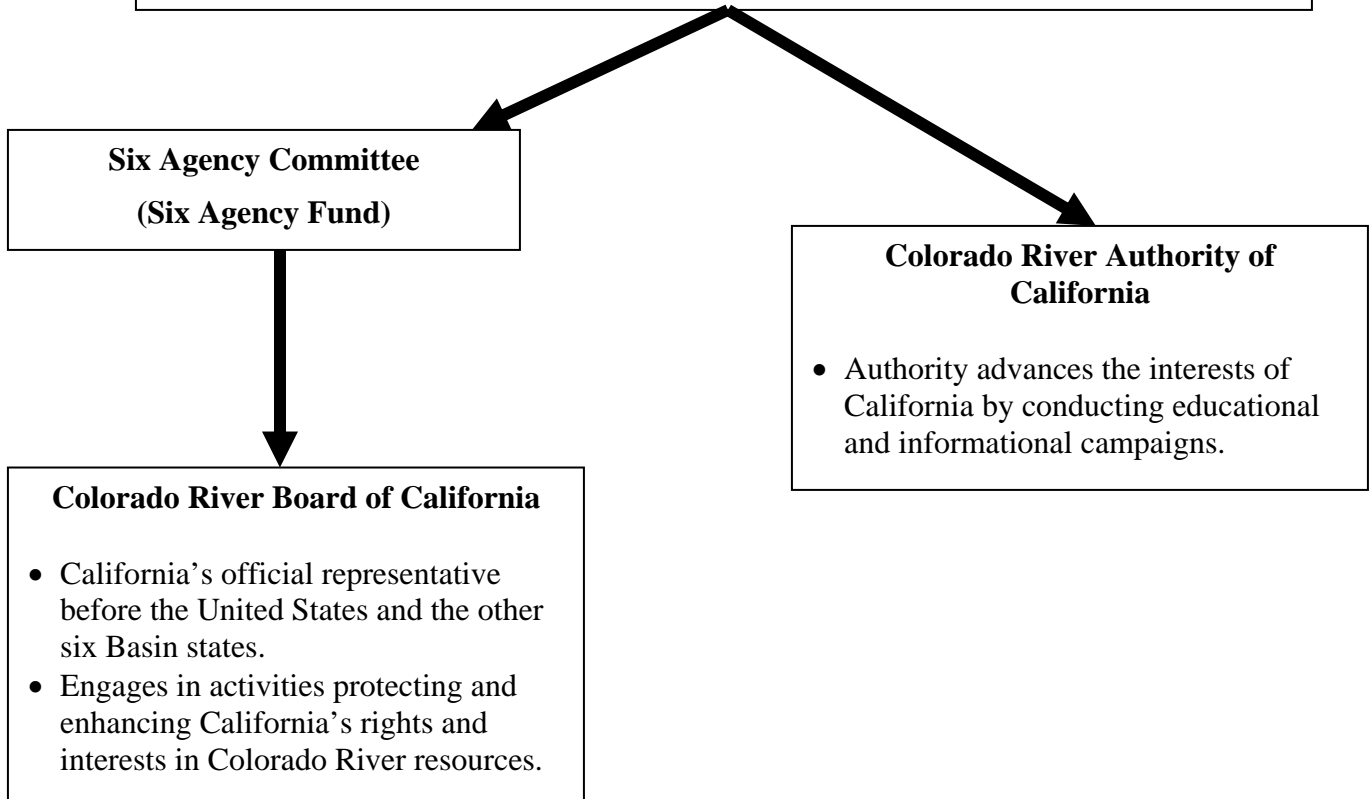 Six Agency Committee
(Six Agency Fund)
Colorado River Authority of
California
• Authority advances the interests of
California by conducting educational
and informational campaigns.
Colorado River Board of California
• California’s official representative
before the United States and the other
six Basin states.
• Engages in activities protecting and
enhancing California’s rights and
interests in Colorado River resources.